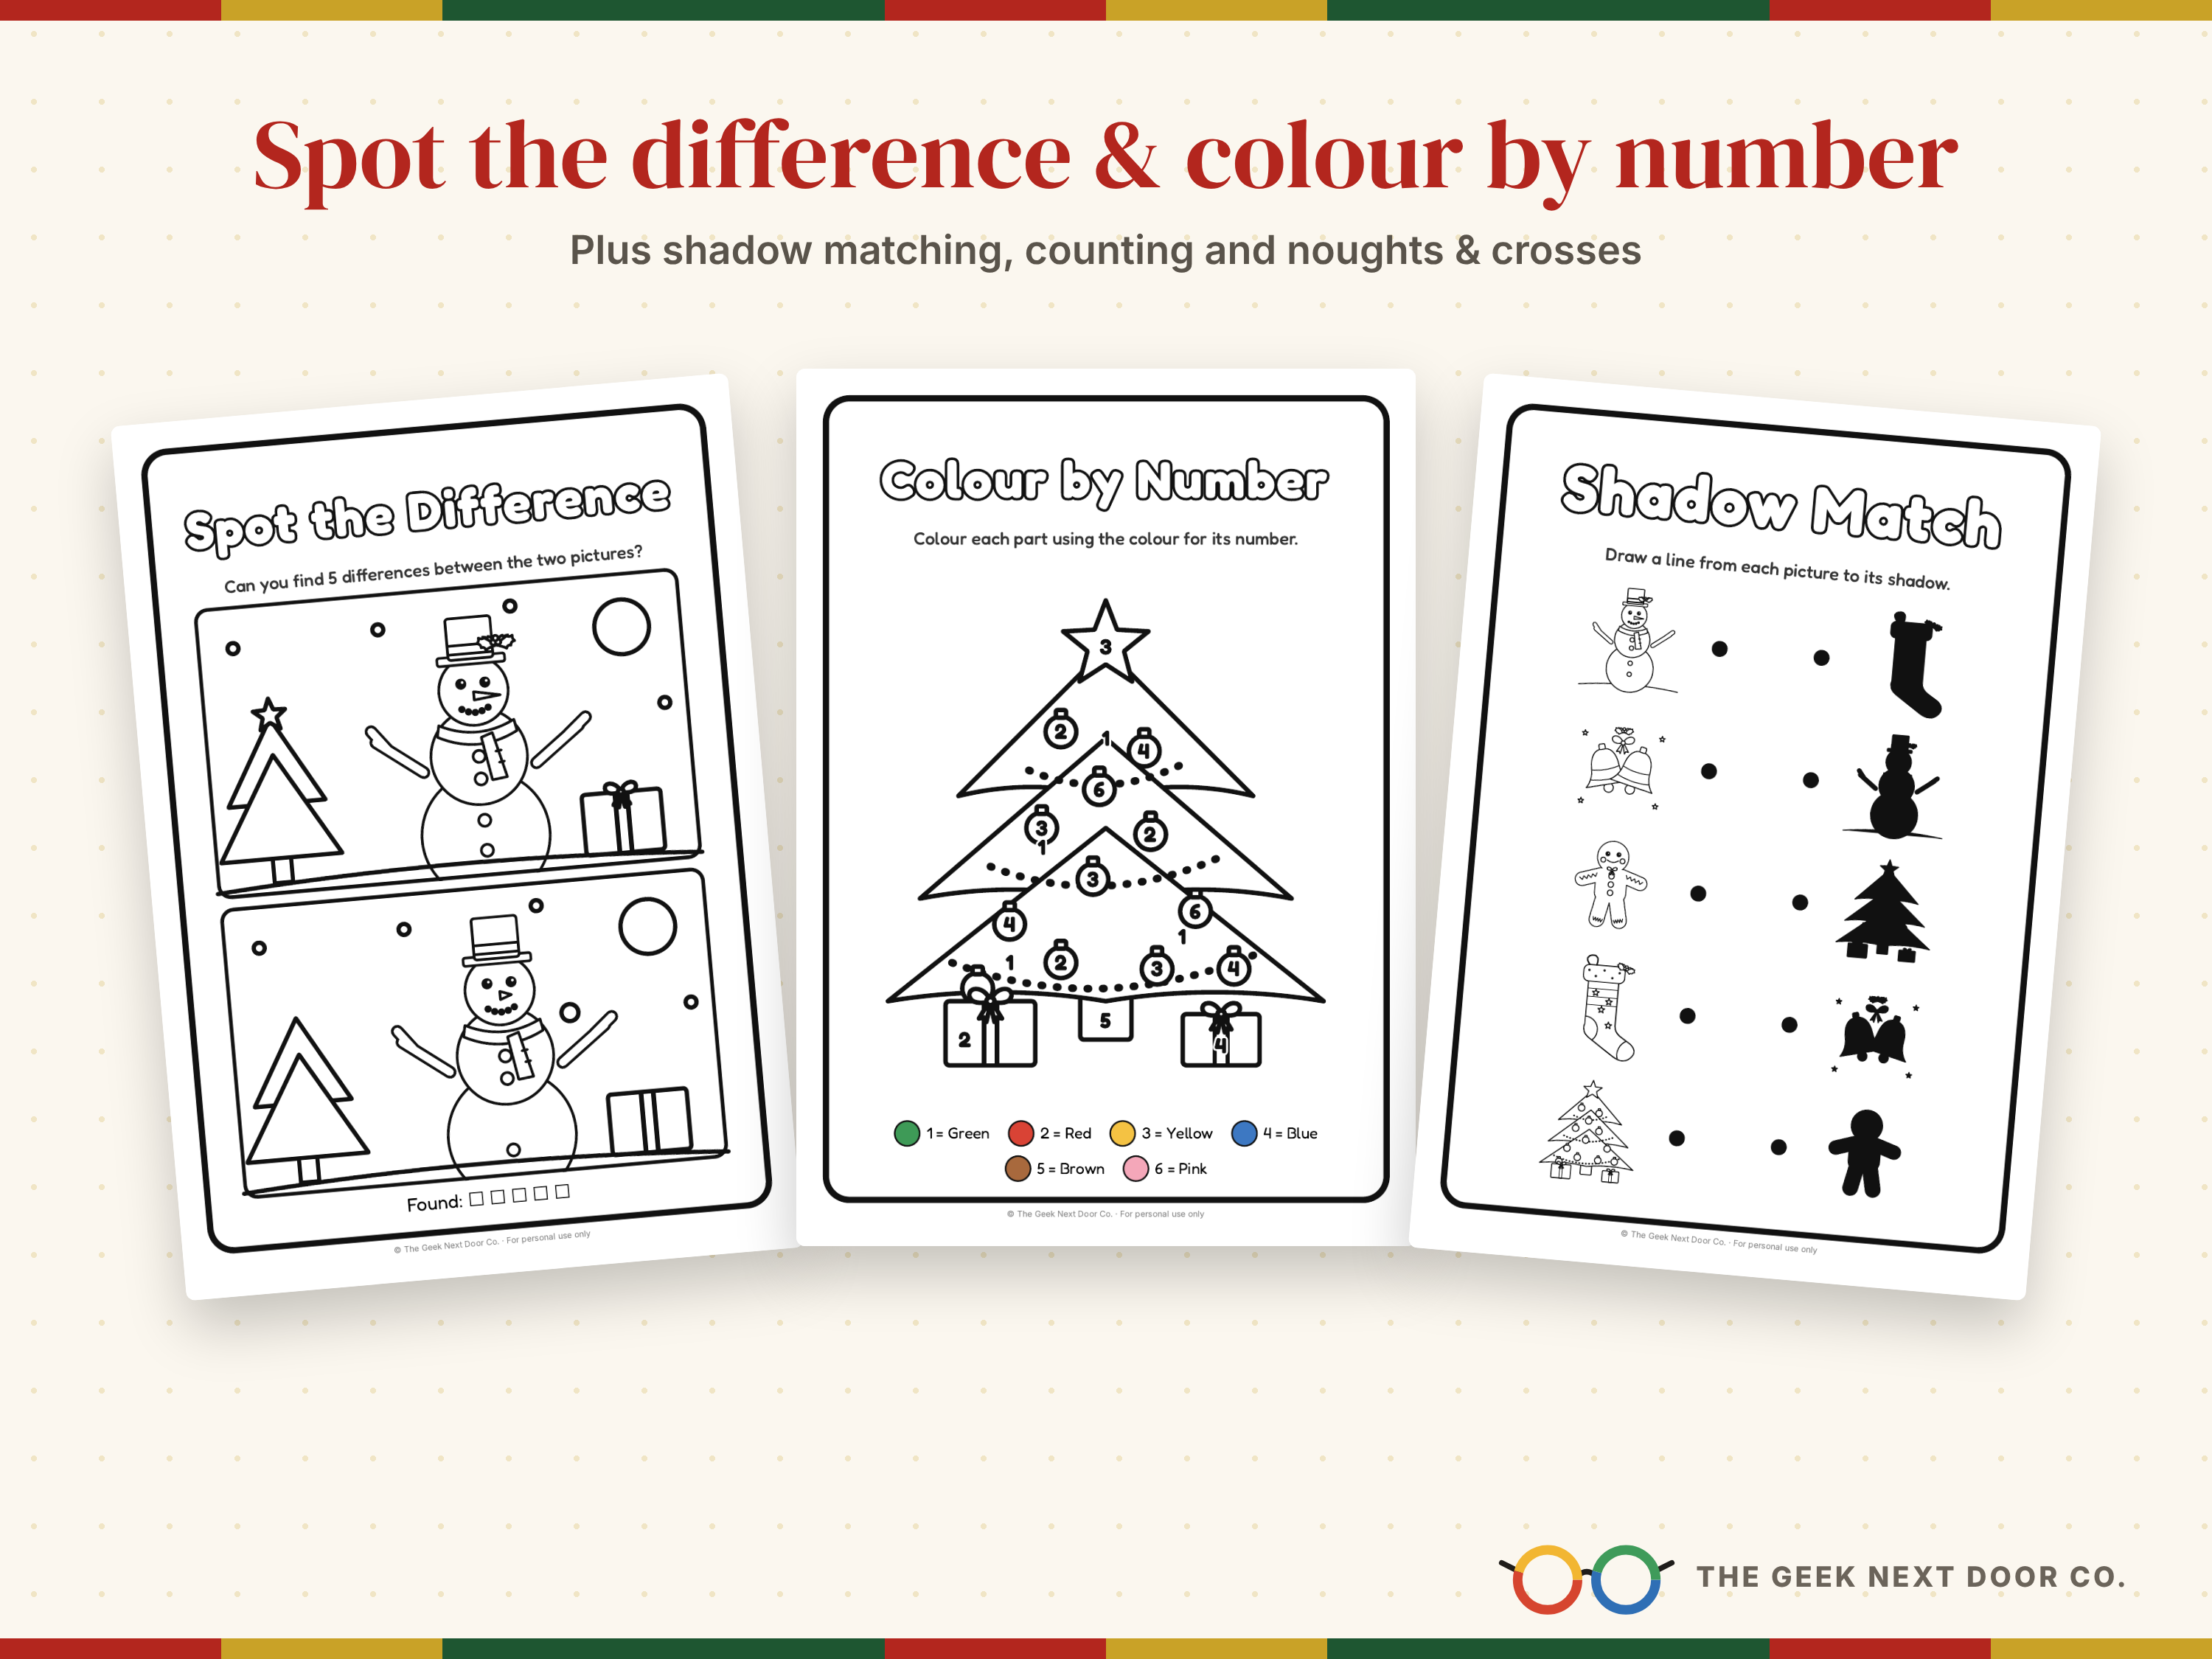 Spot the difference & colour by number
Plus shadow matching, counting and noughts & crosses
Spot the Difference
Can you find 5 differences between the two pictures?
Found: □ □ □ □ □
© The Geek Next Door Co. · For personal use only
Colour by Number
Colour each part using the colour for its number.
3
2
1
4
6
3
1
2
3
4
6
1
1
2
3
4
2
5
4
1 = Green 2 = Red 3 = Yellow 4 = Blue
5 = Brown 6 = Pink
© The Geek Next Door Co. · For personal use only
Shadow Match
Draw a line from each picture to its shadow.
© The Geek Next Door Co. · For personal use only
THE GEEK NEXT DOOR CO.